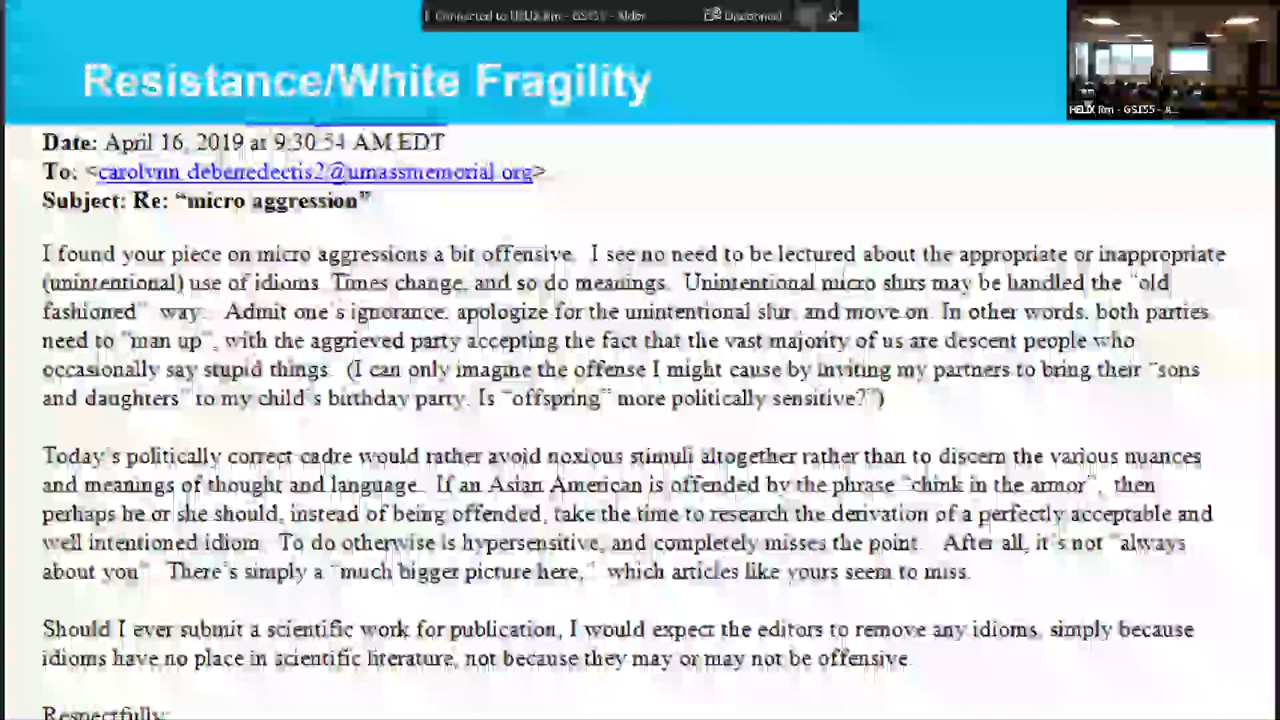 Connected to HELIX Rm - GS155 - Alder
Disconnect
Resistance/White Fragility
HELIX Rm - GS155 - A...
Date: April 16, 2019 at 9:30:54 AM EDT
To: <carolynn.debenedectis2@umassmemorial.org>
Subject: Re: “micro aggression”
I found your piece on micro aggressions a bit offensive. I see no need to be lectured about the appropriate or inappropriate
(unintentional) use of idioms. Times change, and so do meanings. Unintentional micro slurs may be handled the “old
fashioned” way. Admit one's ignorance, apologize for the unintentional slur, and move on. In other words, both parties
need to “man up”, with the aggrieved party accepting the fact that the vast majority of us are descent people who
occasionally say stupid things. (I can only imagine the offense I might cause by inviting my partners to bring their “sons
and daughters” to my child's birthday party. Is “offspring” more politically sensitive?”)
Today's politically correct cadre would rather avoid noxious stimuli altogether rather than to discern the various nuances
and meanings of thought and language. If an Asian American is offended by the phrase “chink in the armor”, then
perhaps he or she should, instead of being offended, take the time to research the derivation of a perfectly acceptable and
well intentioned idiom. To do otherwise is hypersensitive, and completely misses the point. After all, it's not “always
about you” There's simply a “much bigger picture here,” which articles like yours seem to miss.
Should I ever submit a scientific work for publication, I would expect the editors to remove any idioms, simply because
idioms have no place in scientific literature, not because they may or may not be offensive.
Respectfully,